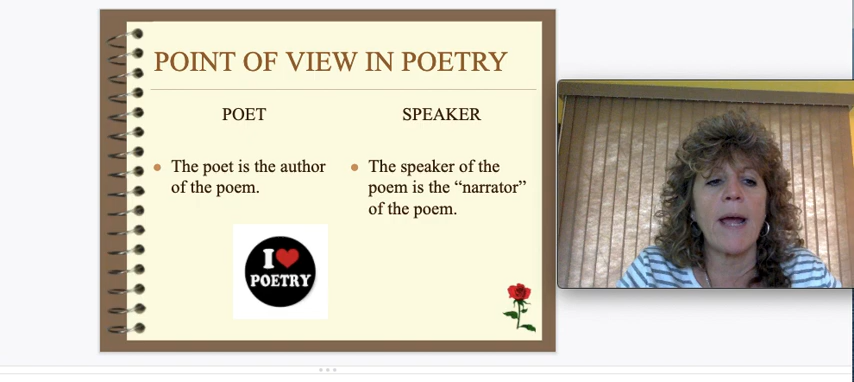 POINT OF VIEW IN POETRY
POET
The poet is the author
of the poem.
I
POETRY
SPEAKER
The speaker of the
poem is the “narrator”
of the poem.